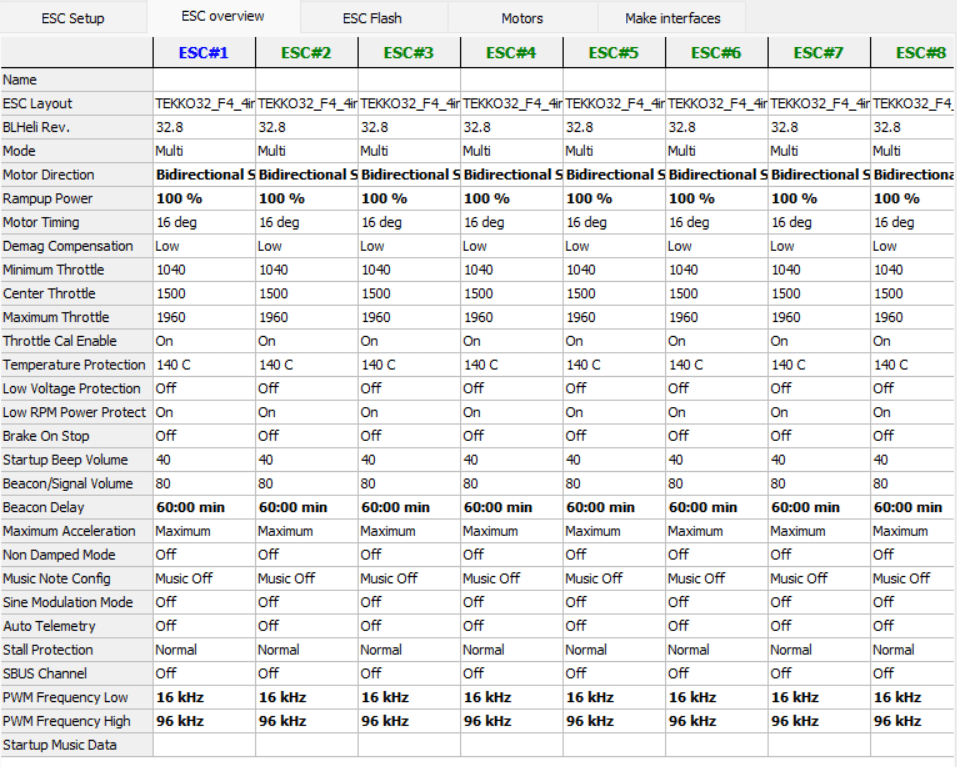 ESC Setup ESC overview ESC Flash Motors Make interfaces
ESC#1 ESC#2 ESC#3 ESC#4 ESC#5 ESC#6 ESC#7 ESC#8
Name
ESC Layout TEKKO32_F4_4ir TEKKO32_F4_4ir TEKKO32_F4_4ir TEKKO32_F4_4ir TEKKO32_F4_4ir TEKKO32_F4_4ir TEKKO32_F4_4ir TEKKO32_F4_
BLHeli Rev. 32.8 32.8 32.8 32.8 32.8 32.8 32.8 32.8
Mode Multi Multi Multi Multi Multi Multi Multi Multi
Motor Direction Bidirectional S Bidirectional S Bidirectional S Bidirectional S Bidirectional S Bidirectional S Bidirectional S Bidirectiona
Rampup Power 100 % 100 % 100 % 100 % 100 % 100 % 100 % 100 %
Motor Timing 16 deg 16 deg 16 deg 16 deg 16 deg 16 deg 16 deg 16 deg
Demag Compensation Low Low Low Low Low Low Low Low
Minimum Throttle 1040 1040 1040 1040 1040 1040 1040 1040
Center Throttle 1500 1500 1500 1500 1500 1500 1500 1500
Maximum Throttle 1960 1960 1960 1960 1960 1960 1960 1960
Throttle Cal Enable On On On On On On On On
Temperature Protection 140 C 140 C 140 C 140 C 140 C 140 C 140 C 140 C
Low Voltage Protection Off Off Off Off Off Off Off Off
Low RPM Power Protect On On On On On On On On
Brake On Stop Off Off Off Off Off Off Off Off
Startup Beep Volume 40 40 40 40 40 40 40 40
Beacon/Signal Volume 80 80 80 80 80 80 80 80
Beacon Delay 60:00 min 60:00 min 60:00 min 60:00 min 60:00 min 60:00 min 60:00 min 60:00 min
Maximum Acceleration Maximum Maximum Maximum Maximum Maximum Maximum Maximum Maximum
Non Damped Mode Off Off Off Off Off Off Off Off
Music Note Config Music Off Music Off Music Off Music Off Music Off Music Off Music Off Music Off
Sine Modulation Mode Off Off Off Off Off Off Off Off
Auto Telemetry Off Off Off Off Off Off Off Off
Stall Protection Normal Normal Normal Normal Normal Normal Normal Normal
SBUS Channel Off Off Off Off Off Off Off Off
PWM Frequency Low 16 kHz 16 kHz 16 kHz 16 kHz 16 kHz 16 kHz 16 kHz 16 kHz
PWM Frequency High 96 kHz 96 kHz 96 kHz 96 kHz 96 kHz 96 kHz 96 kHz 96 kHz
Startup Music Data